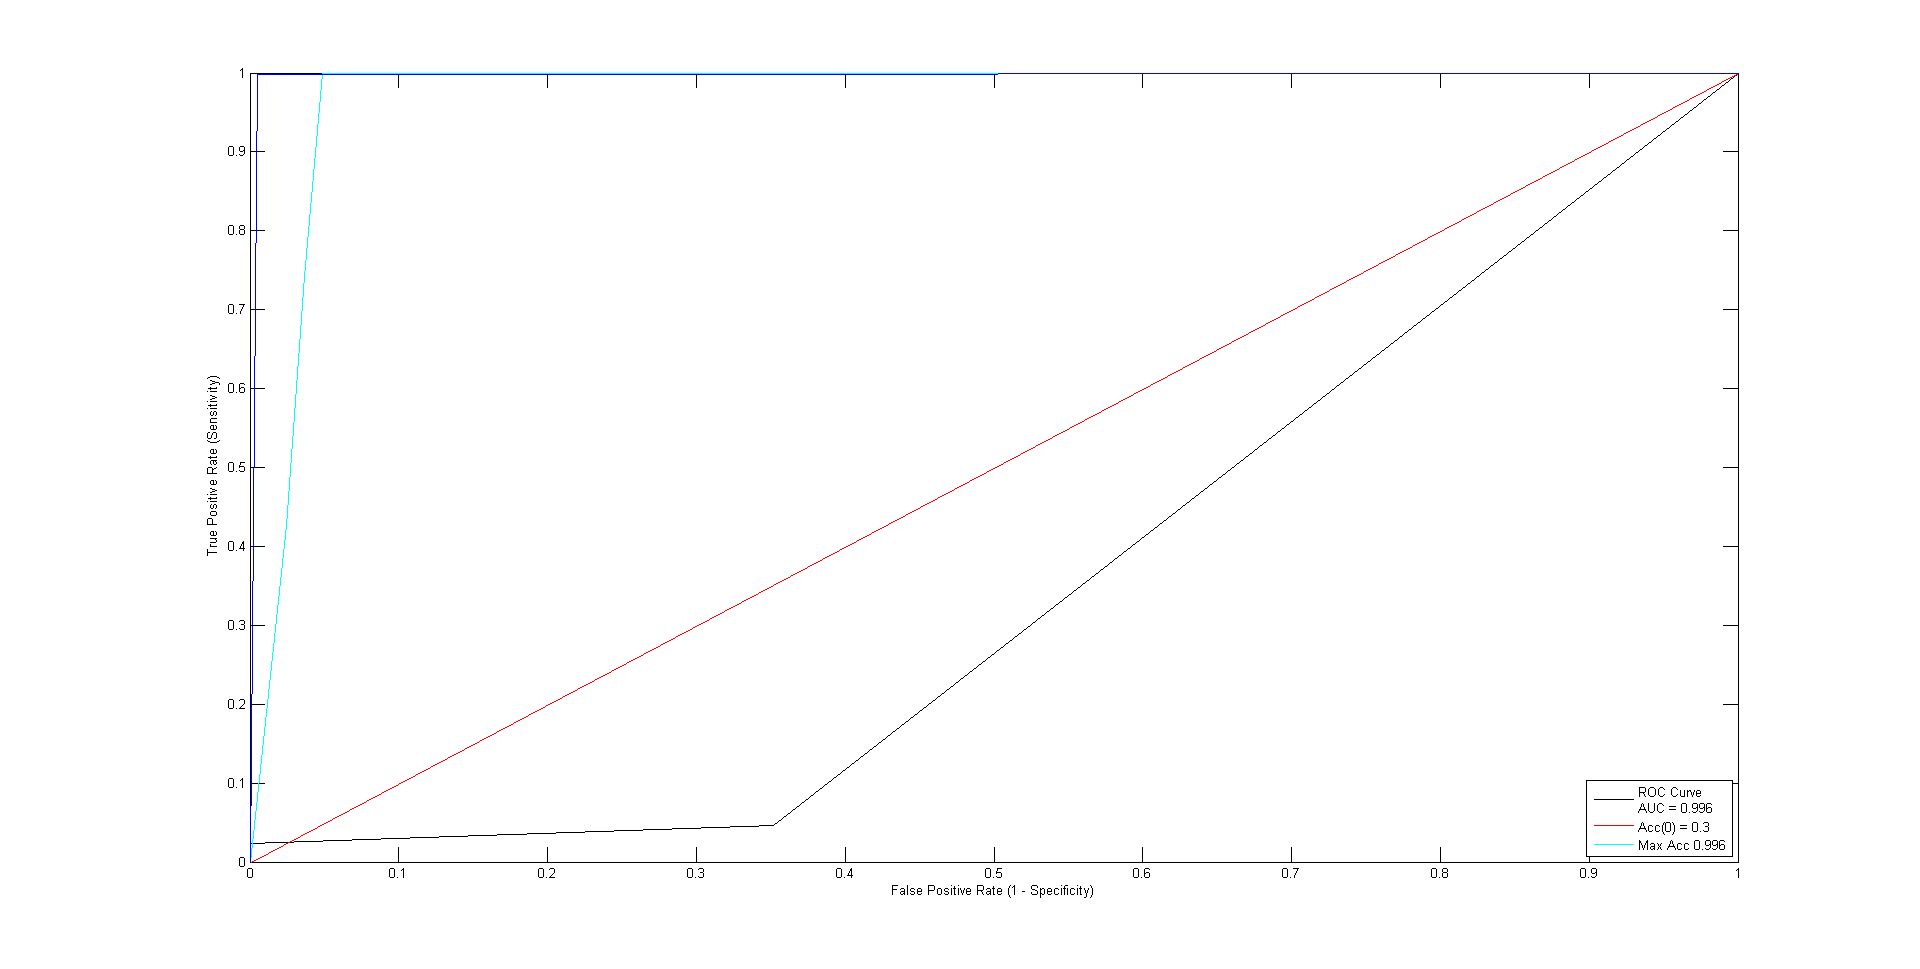 1
0.9
0.8
0.7
0.6
0.5
0.4
0.3
0.2
0.1
0
True Positive Rate (Sensitivity)
0 0.1 0.2 0.3 0.4 0.5 0.6 0.7 0.8 0.9 1
False Positive Rate (1 - Specificity)
ROC Curve
AUC = 0.996
Acc(0) = 0.3
Max Acc 0.996